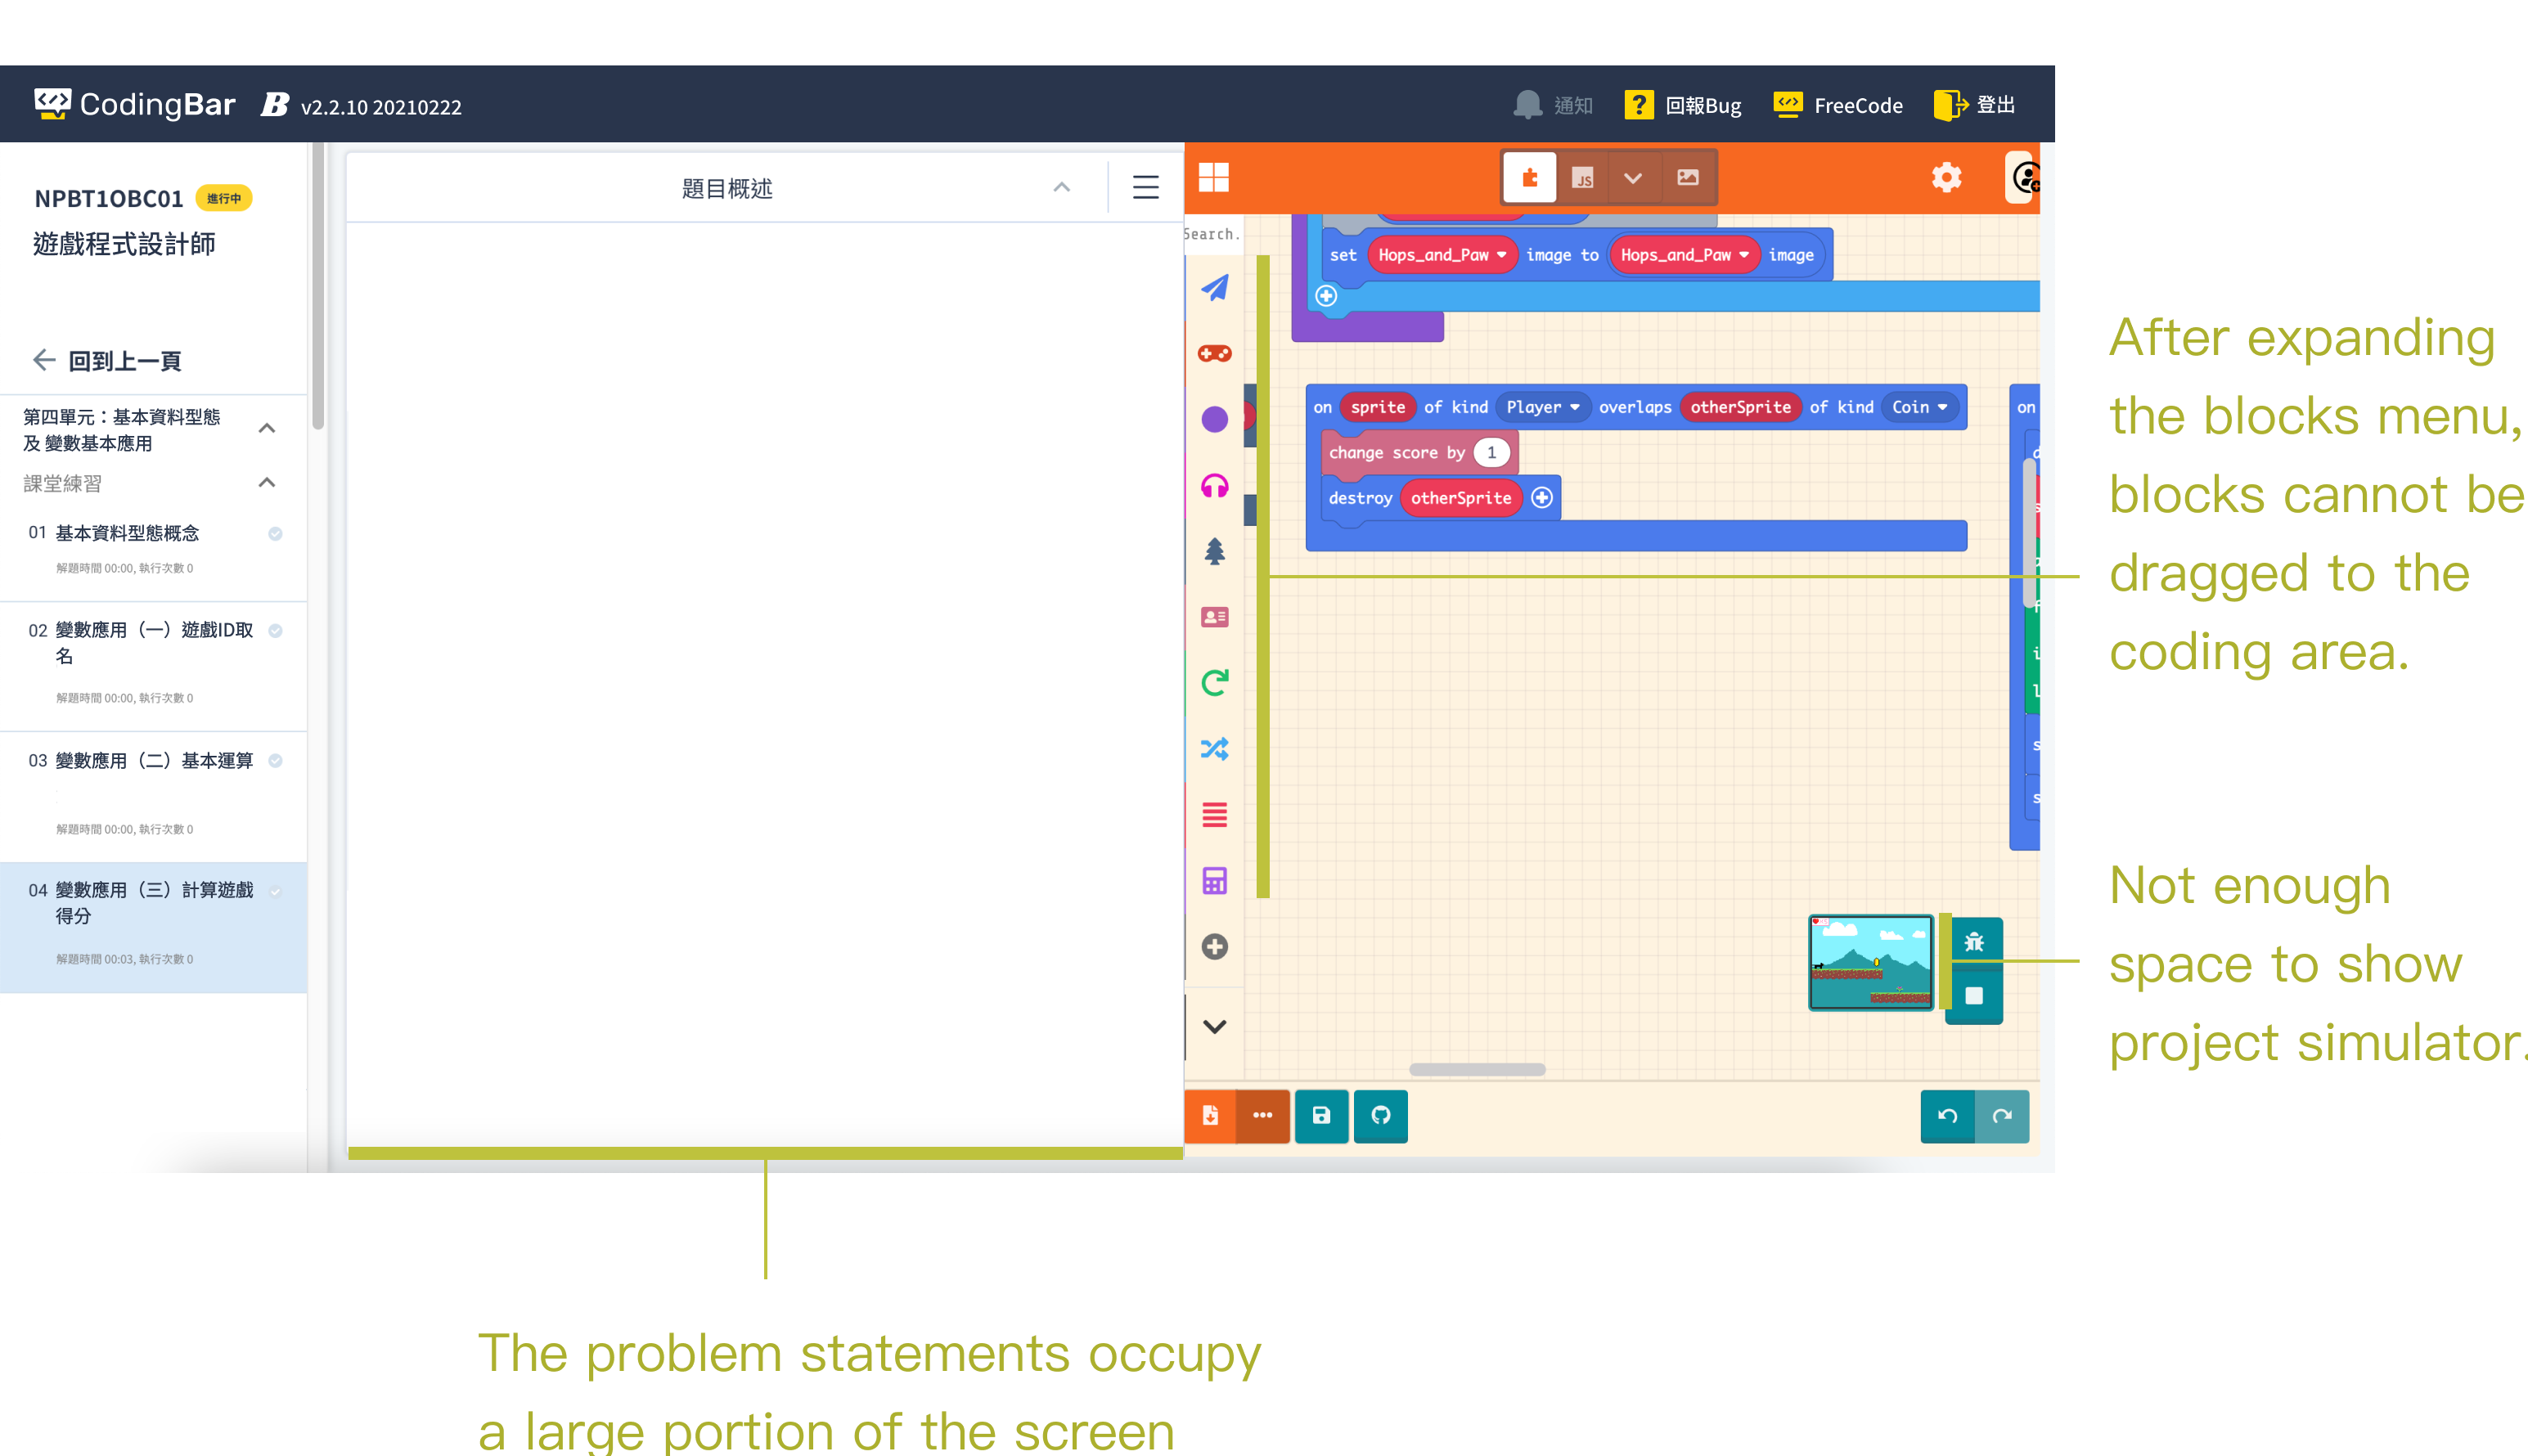 CodingBar B v2.2.10 20210222
通知
回報Bug
FreeCode
登出
NPBT1OBC01 進行中
遊戲程式設計師
回到上一頁
第四單元：基本資料型態
及 變數基本應用
課堂練習
01 基本資料型態概念
解題時間 00:00, 執行次數 0
02 變數應用（一）遊戲ID取
名
解題時間 00:00, 執行次數 0
03 變數應用（二）基本運算
解題時間 00:00, 執行次數 0
04 變數應用（三）計算遊戲
得分
解題時間 00:03, 執行次數 0
題目概述
JS
Search.
set Hops_and_Paw image to Hops_and_Paw image
on sprite of kind Player overlaps otherSprite of kind Coin
change score by 1
destroy otherSprite
on
After expanding
the blocks menu,
blocks cannot be
dragged to the
coding area.
Not enough
space to show
project simulator.
The problem statements occupy
a large portion of the screen